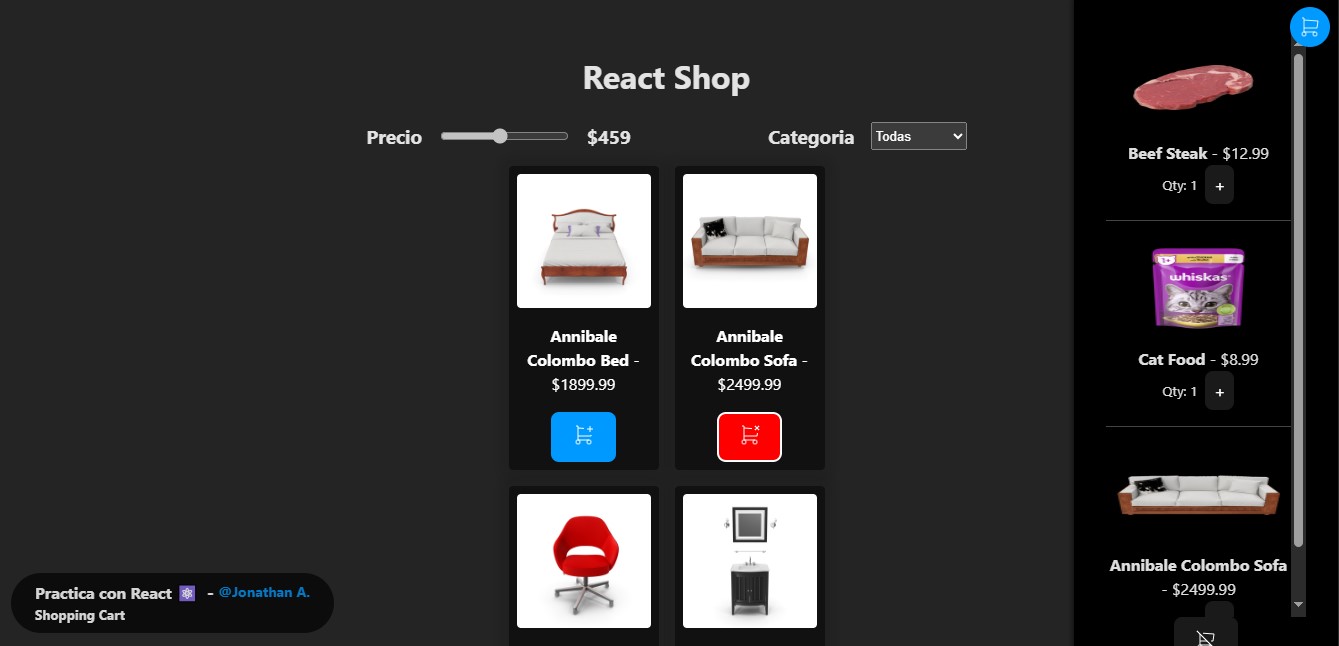 React Shop
Precio $459 Categoria Todas
Annibale
Colombo Bed -
$1899.99
Annibale
Colombo Sofa -
$2499.99
Practica con React - @Jonathan A.
Shopping Cart
Beef Steak - $12.99
Qty: 1 +
1+
whiskas
Cat Food - $8.99
Qty: 1 +
Annibale Colombo Sofa
- $2499.99